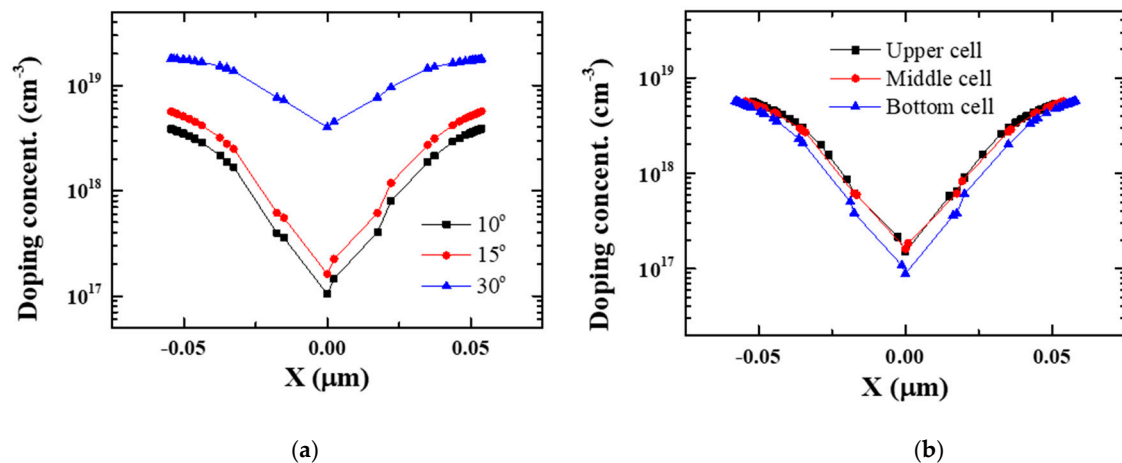 Doping concent. (cm⁻³)
10¹⁹
10¹⁸
10¹⁷
10°
15°
30°
-0.05
0.00
0.05
X (μm)
(a)
Doping concent. (cm⁻³)
10¹⁹
10¹⁸
10¹⁷
Upper cell
Middle cell
Bottom cell
-0.05
0.00
0.05
X (μm)
(b)